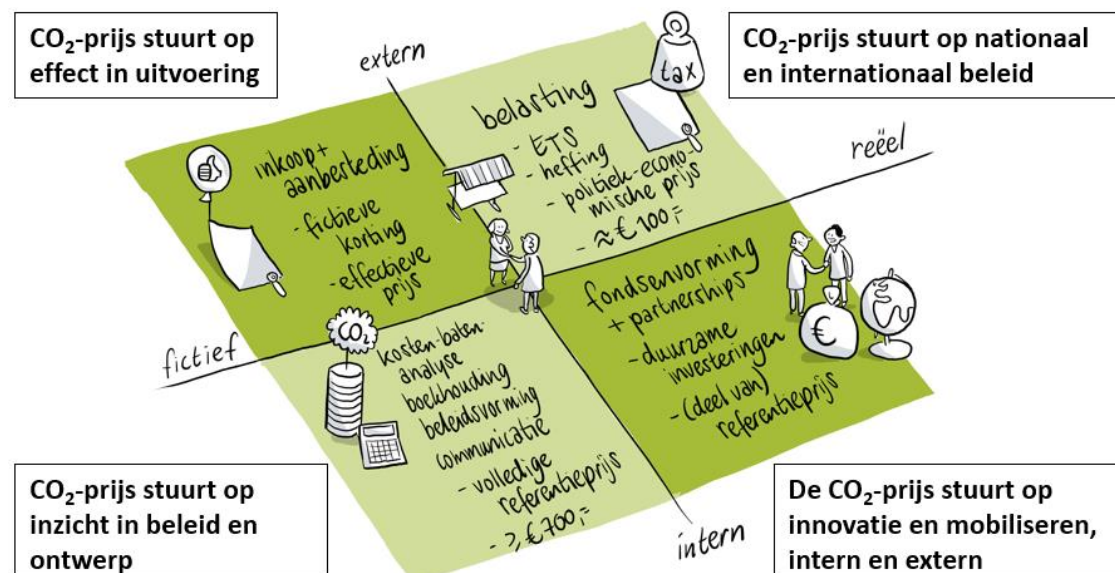 CO₂-prijs stuurt op
effect in uitvoering
CO₂-prijs stuurt op nationaal
en internationaal beleid
extern
reëel
fictief
intern
inkoop+
aanbesteding
- fictieve
korting
- effectieve
prijs
belasting
- ETS
- heffing
- politiek-econo-
mische prijs
- ≈ € 100,=
tax
CO₂
kosten-baten-
analyse
boekhouding
beleidsvorming
communicatie
- volledige
referentieprijs
- ≥ € 700,=
fondsenvorming
+ partnerships
- duurzame
investeringen
- (deel van)
referentieprijs
€
CO₂-prijs stuurt op
inzicht in beleid en
ontwerp
De CO₂-prijs stuurt op
innovatie en mobiliseren,
intern en extern